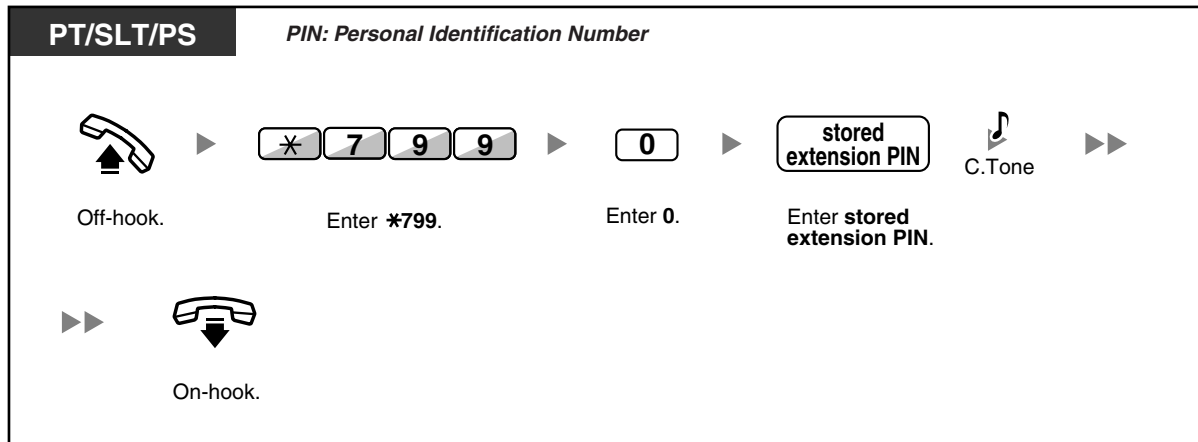 PT/SLT/PS
PIN: Personal Identification Number
* 7 9 9
0
stored
extension PIN
C.Tone
Off-hook.
Enter *799.
Enter 0.
Enter stored
extension PIN.
On-hook.